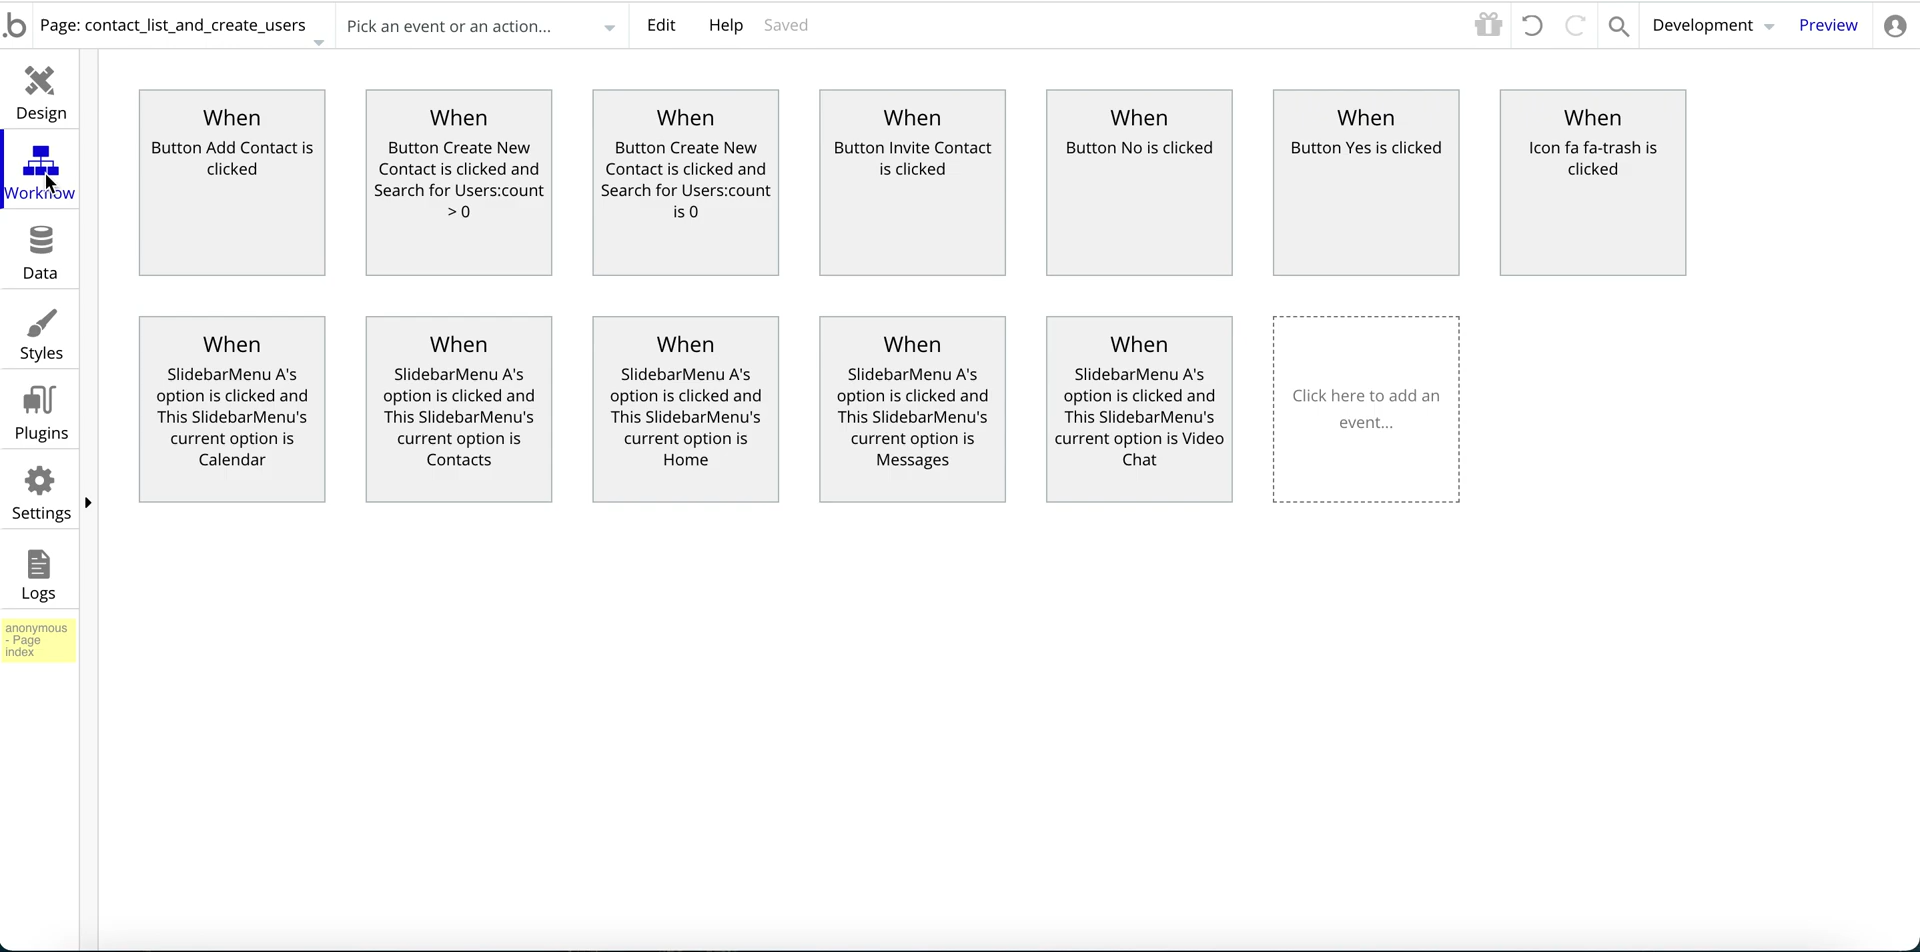 .b
Page: contact_list_and_create_users
Pick an event or an action...
Edit
Help
Saved
Development
Preview
Design
Workflow
Data
Styles
Plugins
Settings
Logs
anonymous
- Page
index
When
Button Add Contact is
clicked
When
Button Create New
Contact is clicked and
Search for Users:count
> 0
When
Button Create New
Contact is clicked and
Search for Users:count
is 0
When
Button Invite Contact
is clicked
When
Button No is clicked
When
Button Yes is clicked
When
Icon fa fa-trash is
clicked
When
SlidebarMenu A's
option is clicked and
This SlidebarMenu's
current option is
Calendar
When
SlidebarMenu A's
option is clicked and
This SlidebarMenu's
current option is
Contacts
When
SlidebarMenu A's
option is clicked and
This SlidebarMenu's
current option is
Home
When
SlidebarMenu A's
option is clicked and
This SlidebarMenu's
current option is
Messages
When
SlidebarMenu A's
option is clicked and
This SlidebarMenu's
current option is Video
Chat
Click here to add an
event...